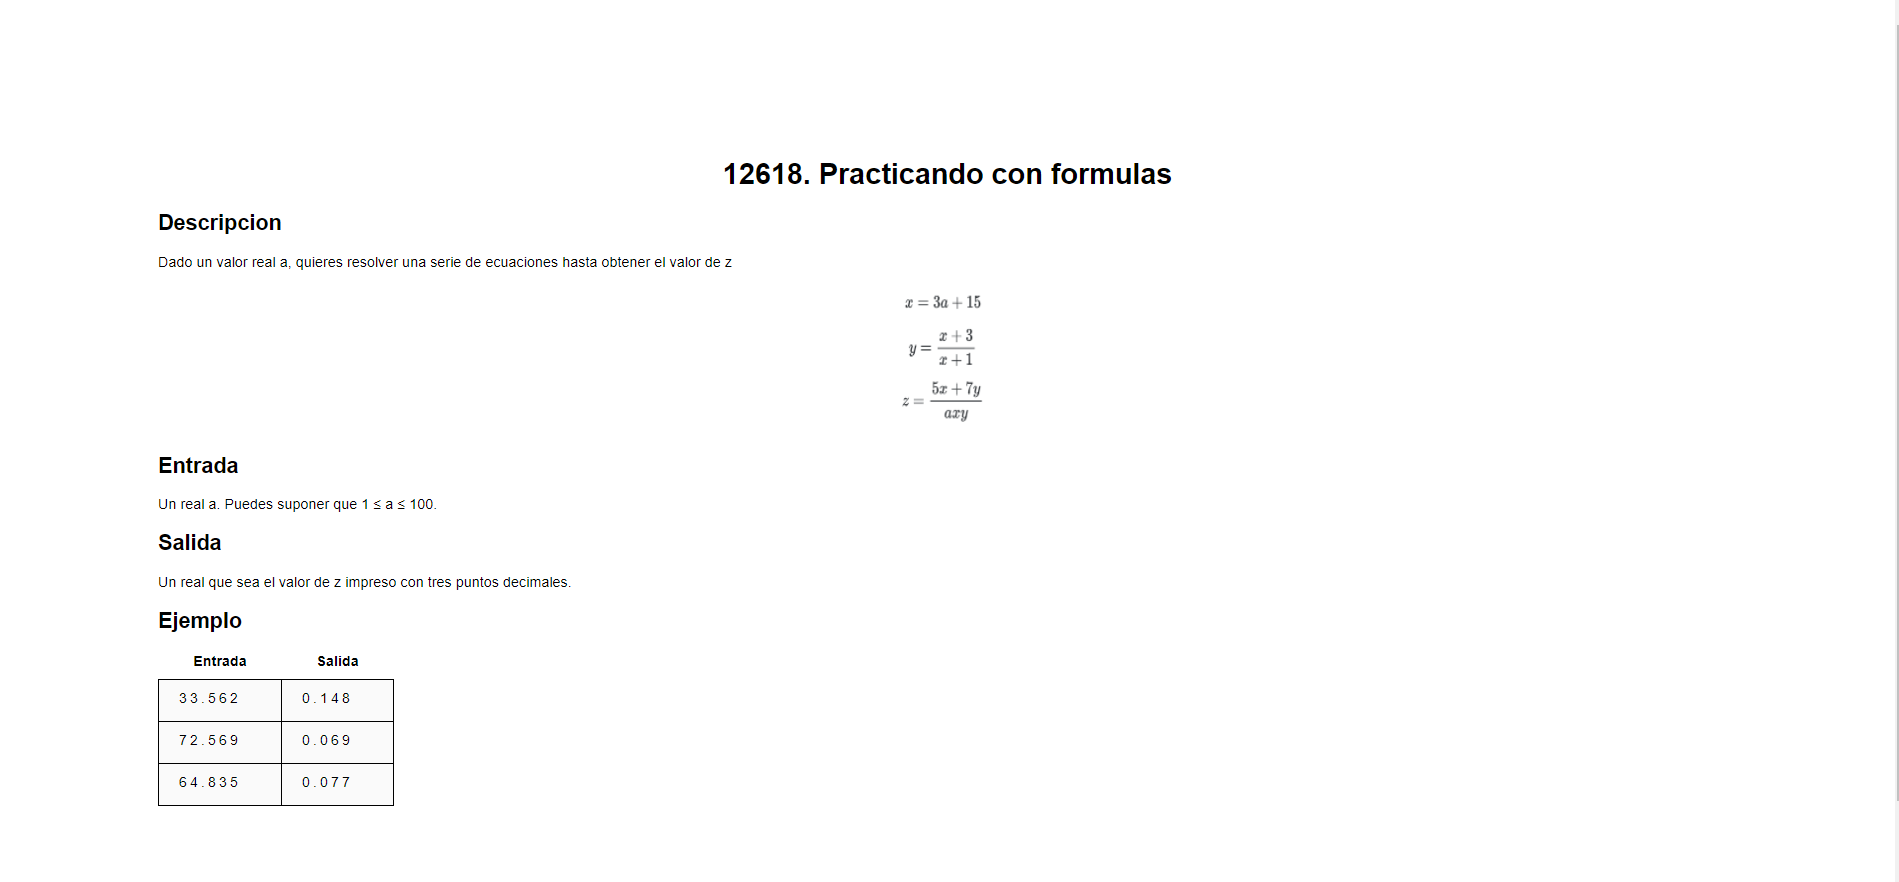 12618. Practicando con formulas
Descripcion
Dado un valor real a, quieres resolver una serie de ecuaciones hasta obtener el valor de z
x = 3a + 15
y = \frac{x + 3}{x + 1}
z = \frac{5x + 7y}{axy}
Entrada
Un real a. Puedes suponer que 1 ≤ a ≤ 100.
Salida
Un real que sea el valor de z impreso con tres puntos decimales.
Ejemplo
Entrada Salida
33.562 0.148
72.569 0.069
64.835 0.077